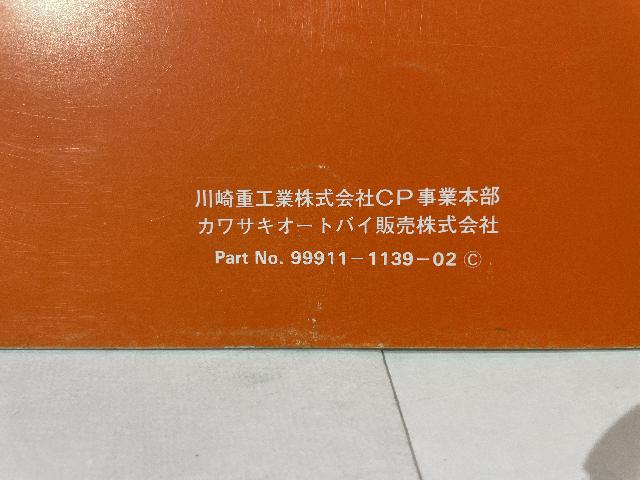 川崎重工業株式会社CP事業本部
カワサキオートバイ販売株式会社
Part No. 99911-1139-02 Ⓒ